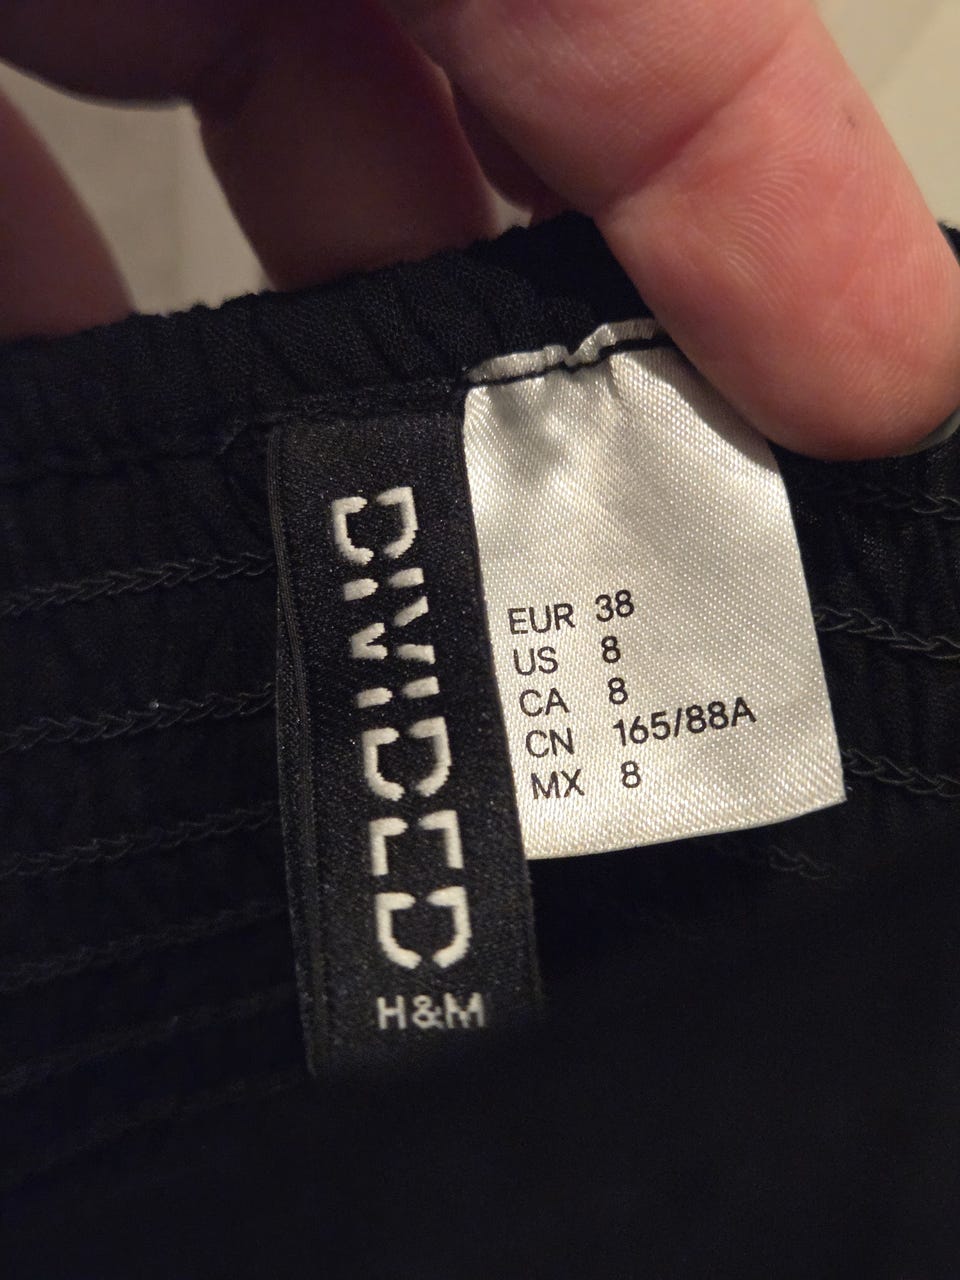 DIVIDED
H&M
EUR 38
US 8
CA 8
CN 165/88A
MX 8